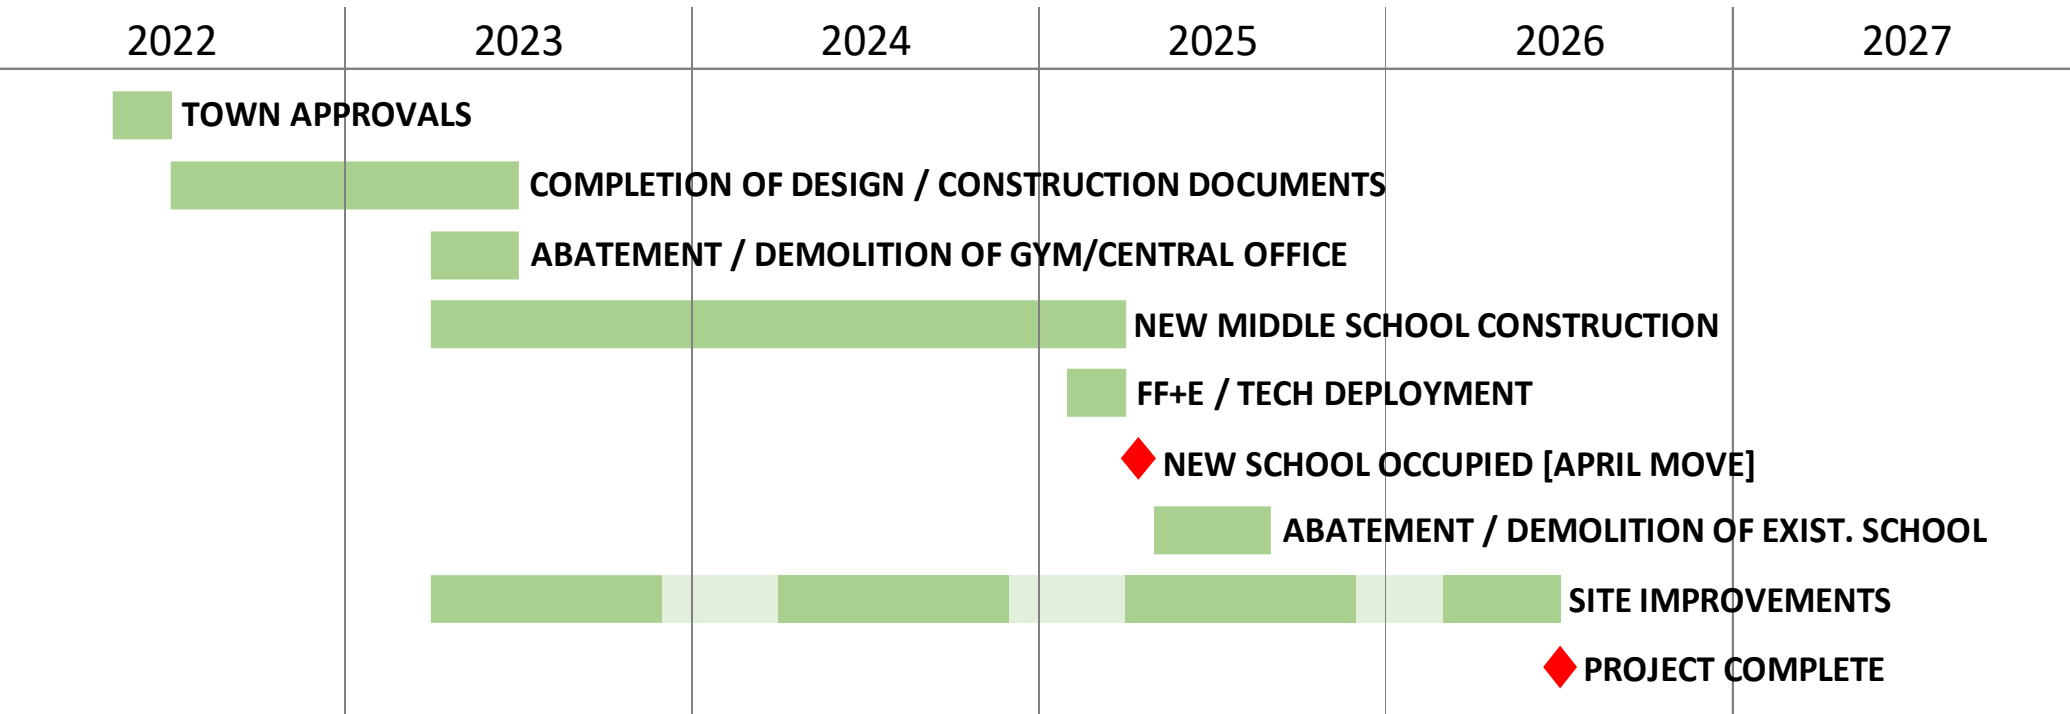 2022 2023 2024 2025 2026 2027
TOWN APPROVALS
COMPLETION OF DESIGN / CONSTRUCTION DOCUMENTS
ABATEMENT / DEMOLITION OF GYM/CENTRAL OFFICE
NEW MIDDLE SCHOOL CONSTRUCTION
FF+E / TECH DEPLOYMENT
NEW SCHOOL OCCUPIED [APRIL MOVE]
ABATEMENT / DEMOLITION OF EXIST. SCHOOL
SITE IMPROVEMENTS
PROJECT COMPLETE